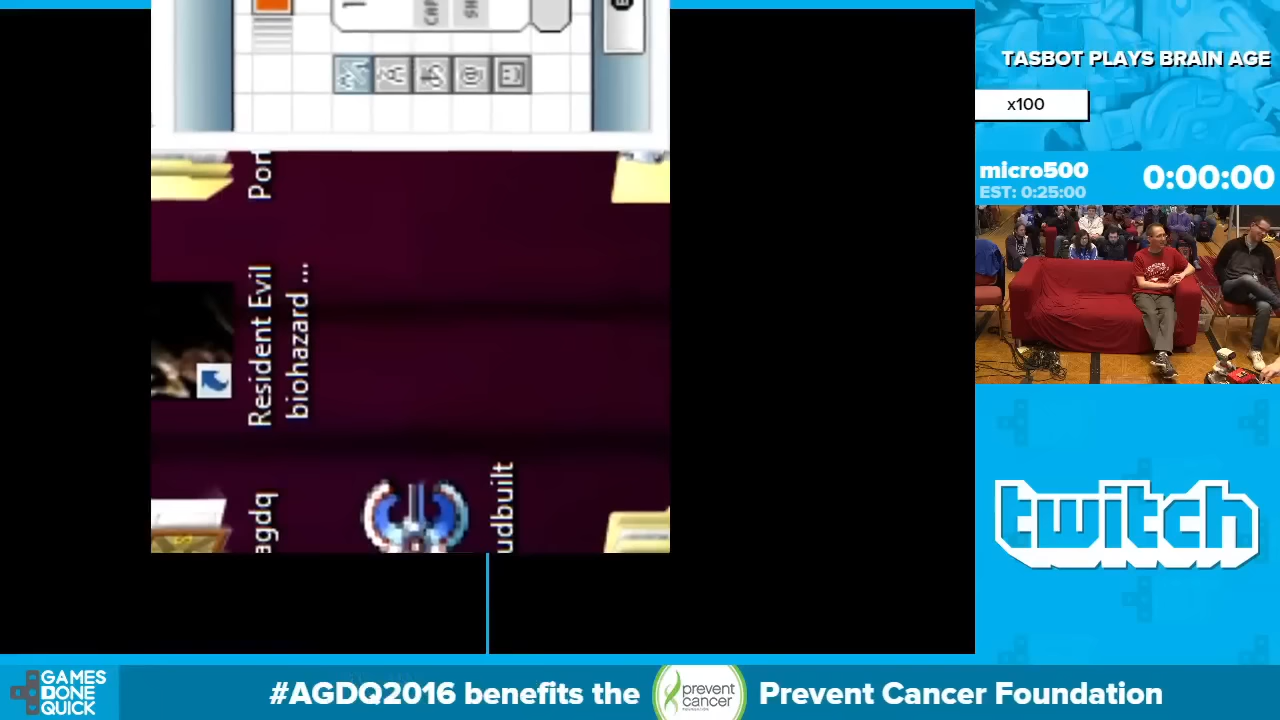 TASBOT PLAYS BRAIN AGE
x100
micro500
EST: 0:25:00
0:00:00
Por
Resident Evil
biohazard ...
agdq
udbuilt
twitch
GAMES
DONE
QUICK
#AGDQ2016 benefits the
prevent
cancer
Prevent Cancer Foundation